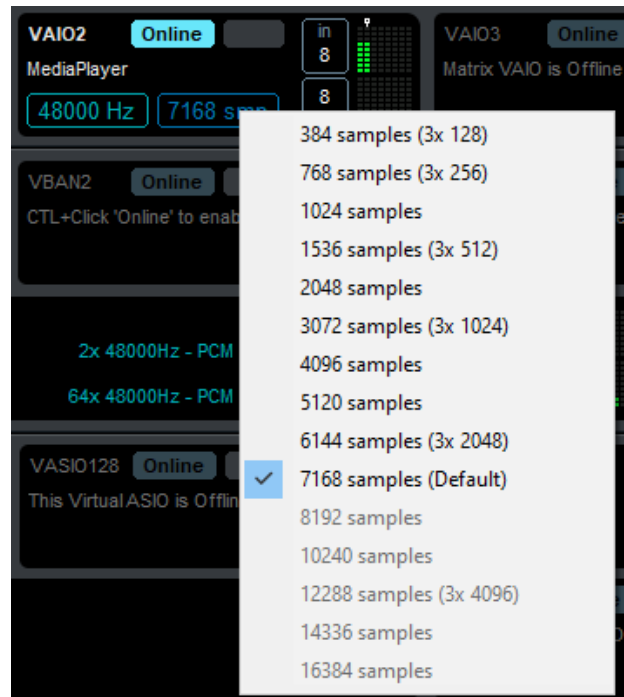 VAIO2 Online
in
8
MediaPlayer
8
48000 Hz 7168 smp
VAIO3 Online
Matrix VAIO is Offline
384 samples (3x 128)
768 samples (3x 256)
1024 samples
1536 samples (3x 512)
2048 samples
3072 samples (3x 1024)
4096 samples
5120 samples
6144 samples (3x 2048)
7168 samples (Default)
8192 samples
10240 samples
12288 samples (3x 4096)
14336 samples
16384 samples
VBAN2 Online
CTL+Click 'Online' to enab
2x 48000Hz - PCM
64x 48000Hz - PCM
VASIO128 Online
This Virtual ASIO is Offlin